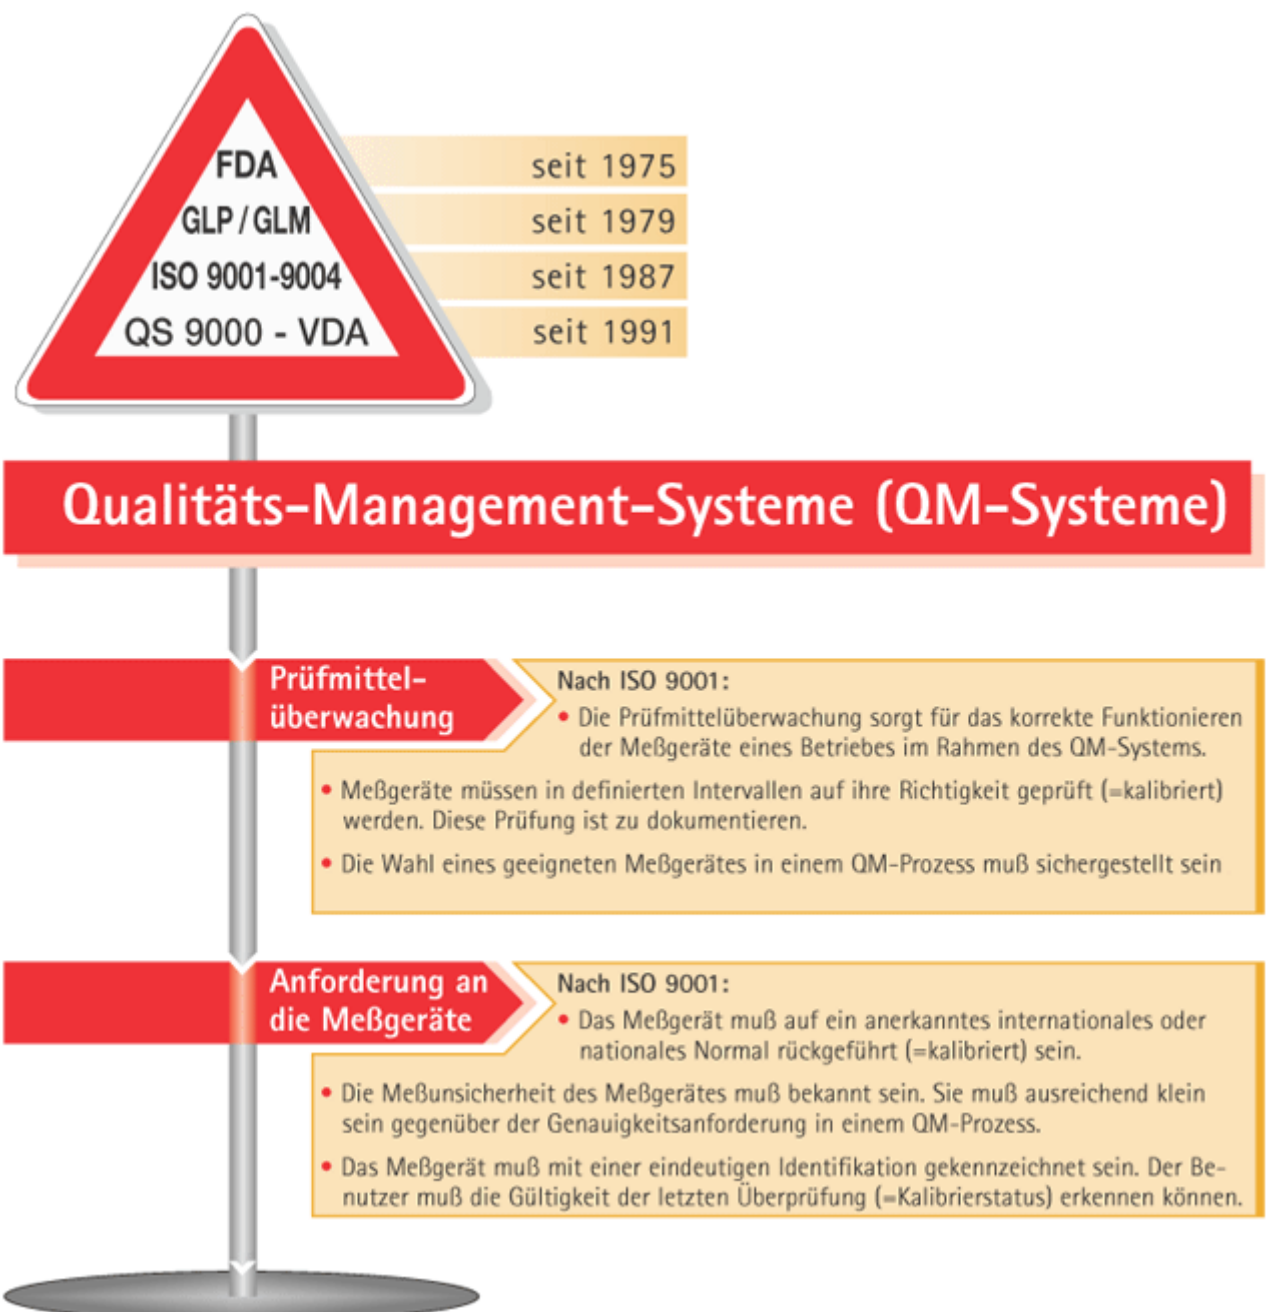 FDA seit 1975
GLP / GLM seit 1979
ISO 9001-9004 seit 1987
QS 9000 - VDA seit 1991
Qualitäts-Management-Systeme (QM-Systeme)
Prüfmittel-
überwachung
Nach ISO 9001:
• Die Prüfmittelüberwachung sorgt für das korrekte Funktionieren
der Meßgeräte eines Betriebes im Rahmen des QM-Systems.
• Meßgeräte müssen in definierten Intervallen auf ihre Richtigkeit geprüft (=kalibriert)
werden. Diese Prüfung ist zu dokumentieren.
• Die Wahl eines geeigneten Meßgerätes in einem QM-Prozess muß sichergestellt sein
Anforderung an
die Meßgeräte
Nach ISO 9001:
• Das Meßgerät muß auf ein anerkanntes internationales oder
nationales Normal rückgeführt (=kalibriert) sein.
• Die Meßunsicherheit des Meßgerätes muß bekannt sein. Sie muß ausreichend klein
sein gegenüber der Genauigkeitsanforderung in einem QM-Prozess.
• Das Meßgerät muß mit einer eindeutigen Identifikation gekennzeichnet sein. Der Be-
nutzer muß die Gültigkeit der letzten Überprüfung (=Kalibrierstatus) erkennen können.